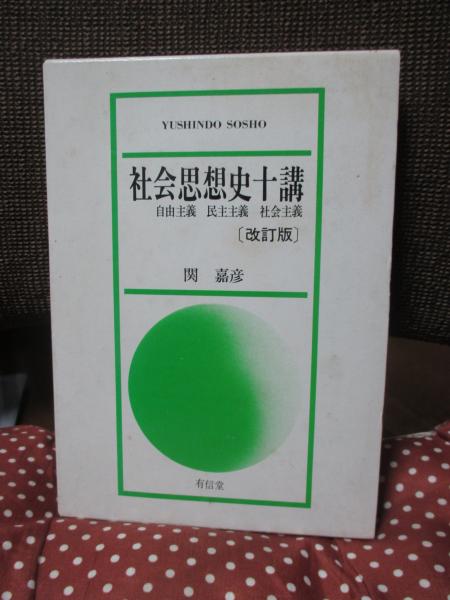 YUSHINDO SOSHO
社会思想史十講
自由主義 民主主義 社会主義
〔改訂版〕
関 嘉彦
有信堂